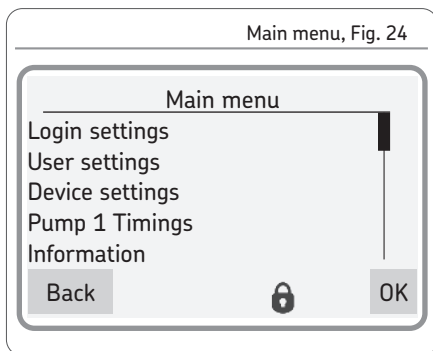 Main menu, Fig. 24
Main menu
Login settings
User settings
Device settings
Pump 1 Timings
Information
Back OK